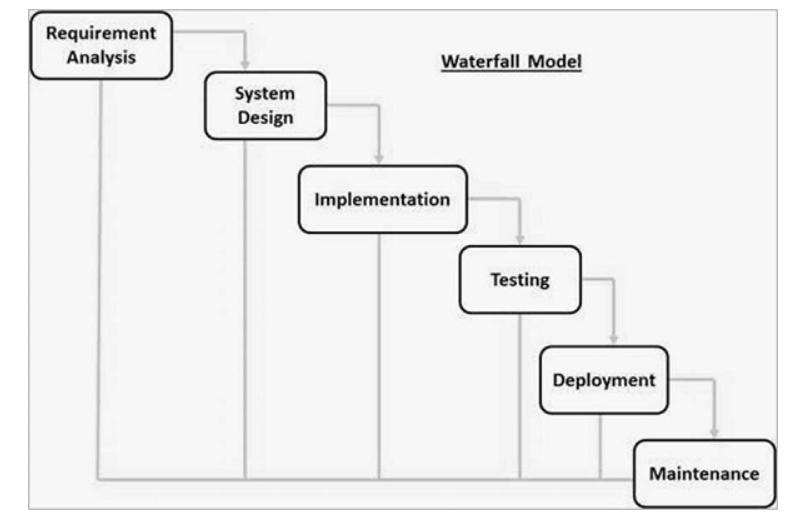 Requirement
Analysis
Waterfall Model
System
Design
Implementation
Testing
Deployment
Maintenance